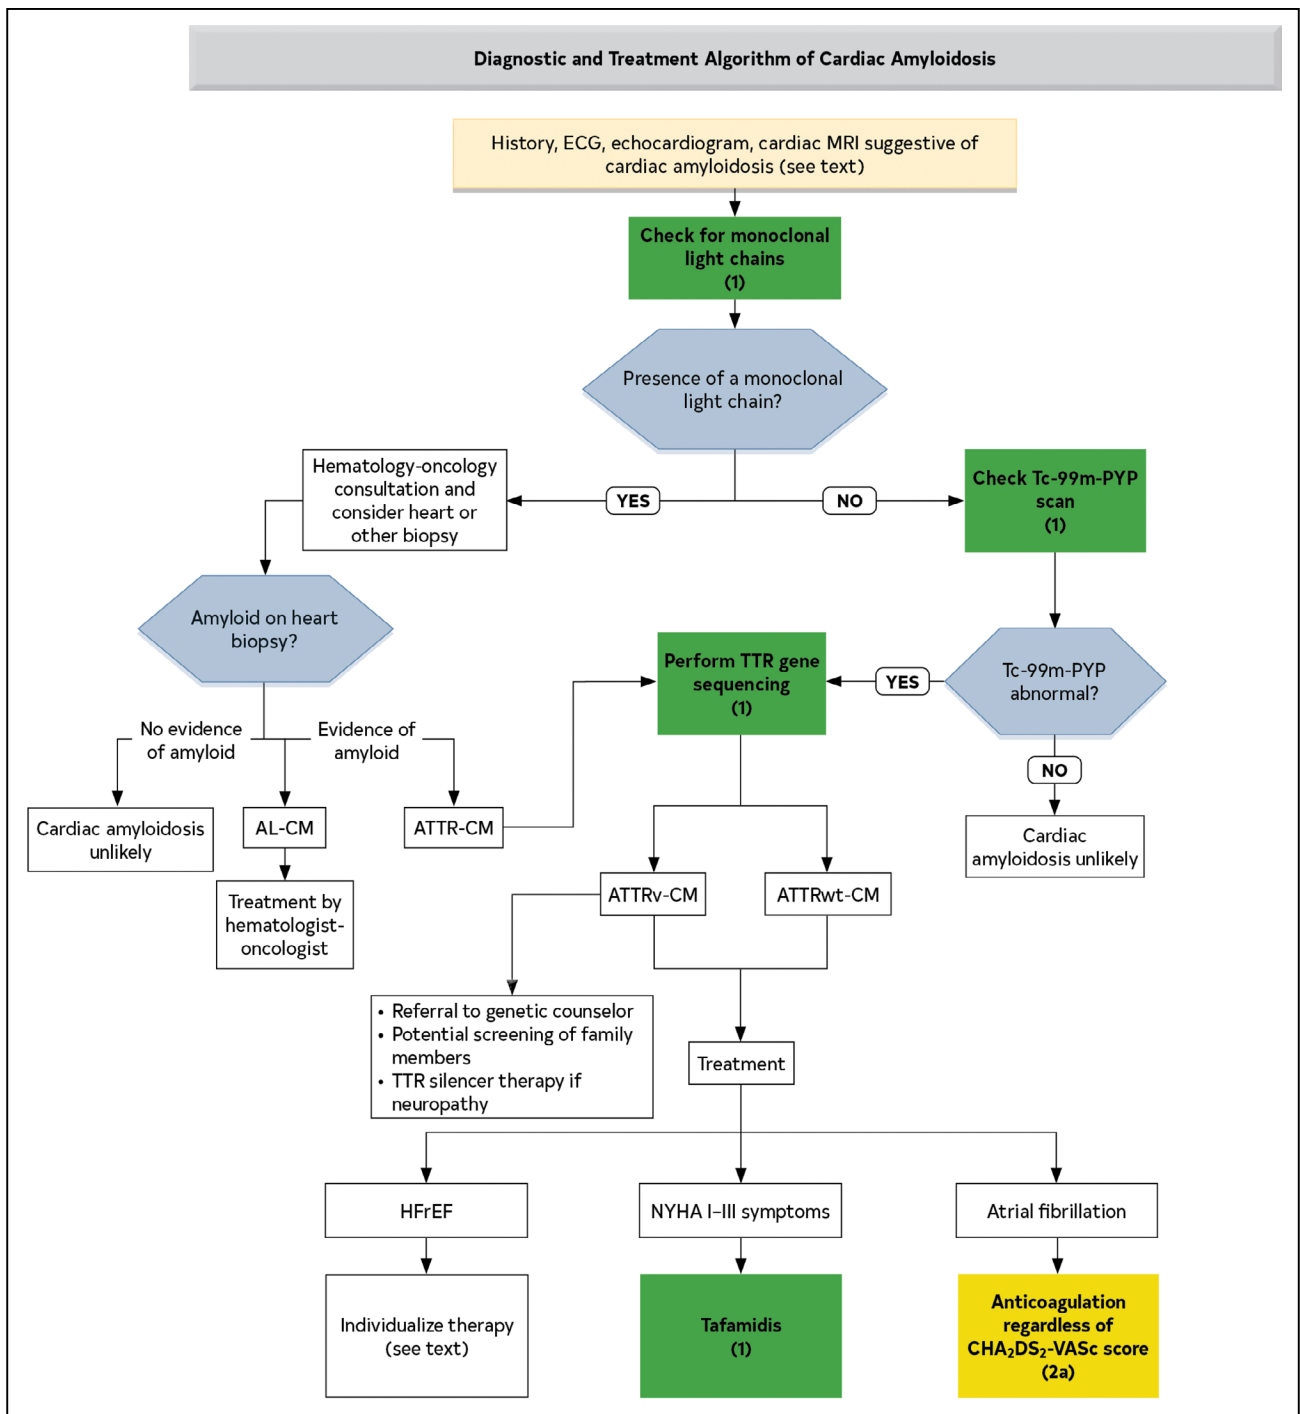 Diagnostic and Treatment Algorithm of Cardiac Amyloidosis
History, ECG, echocardiogram, cardiac MRI suggestive of
cardiac amyloidosis (see text)
Check for monoclonal
light chains
(1)
Presence of a monoclonal
light chain?
Hematology-oncology
consultation and
consider heart or
other biopsy
YES
NO
Check Tc-99m-PYP
scan
(1)
Amyloid on heart
biopsy?
Perform TTR gene
sequencing
(1)
YES
Tc-99m-PYP
abnormal?
No evidence
of amyloid
Evidence of
amyloid
NO
Cardiac amyloidosis
unlikely
AL-CM
ATTR-CM
Cardiac
amyloidosis unlikely
Treatment by
hematologist-
oncologist
ATTRv-CM
ATTRwt-CM
• Referral to genetic counselor
• Potential screening of family
members
• TTR silencer therapy if
neuropathy
Treatment
HFrEF
NYHA I–III symptoms
Atrial fibrillation
Individualize therapy
(see text)
Tafamidis
(1)
Anticoagulation
regardless of
CHA₂DS₂-VASc score
(2a)